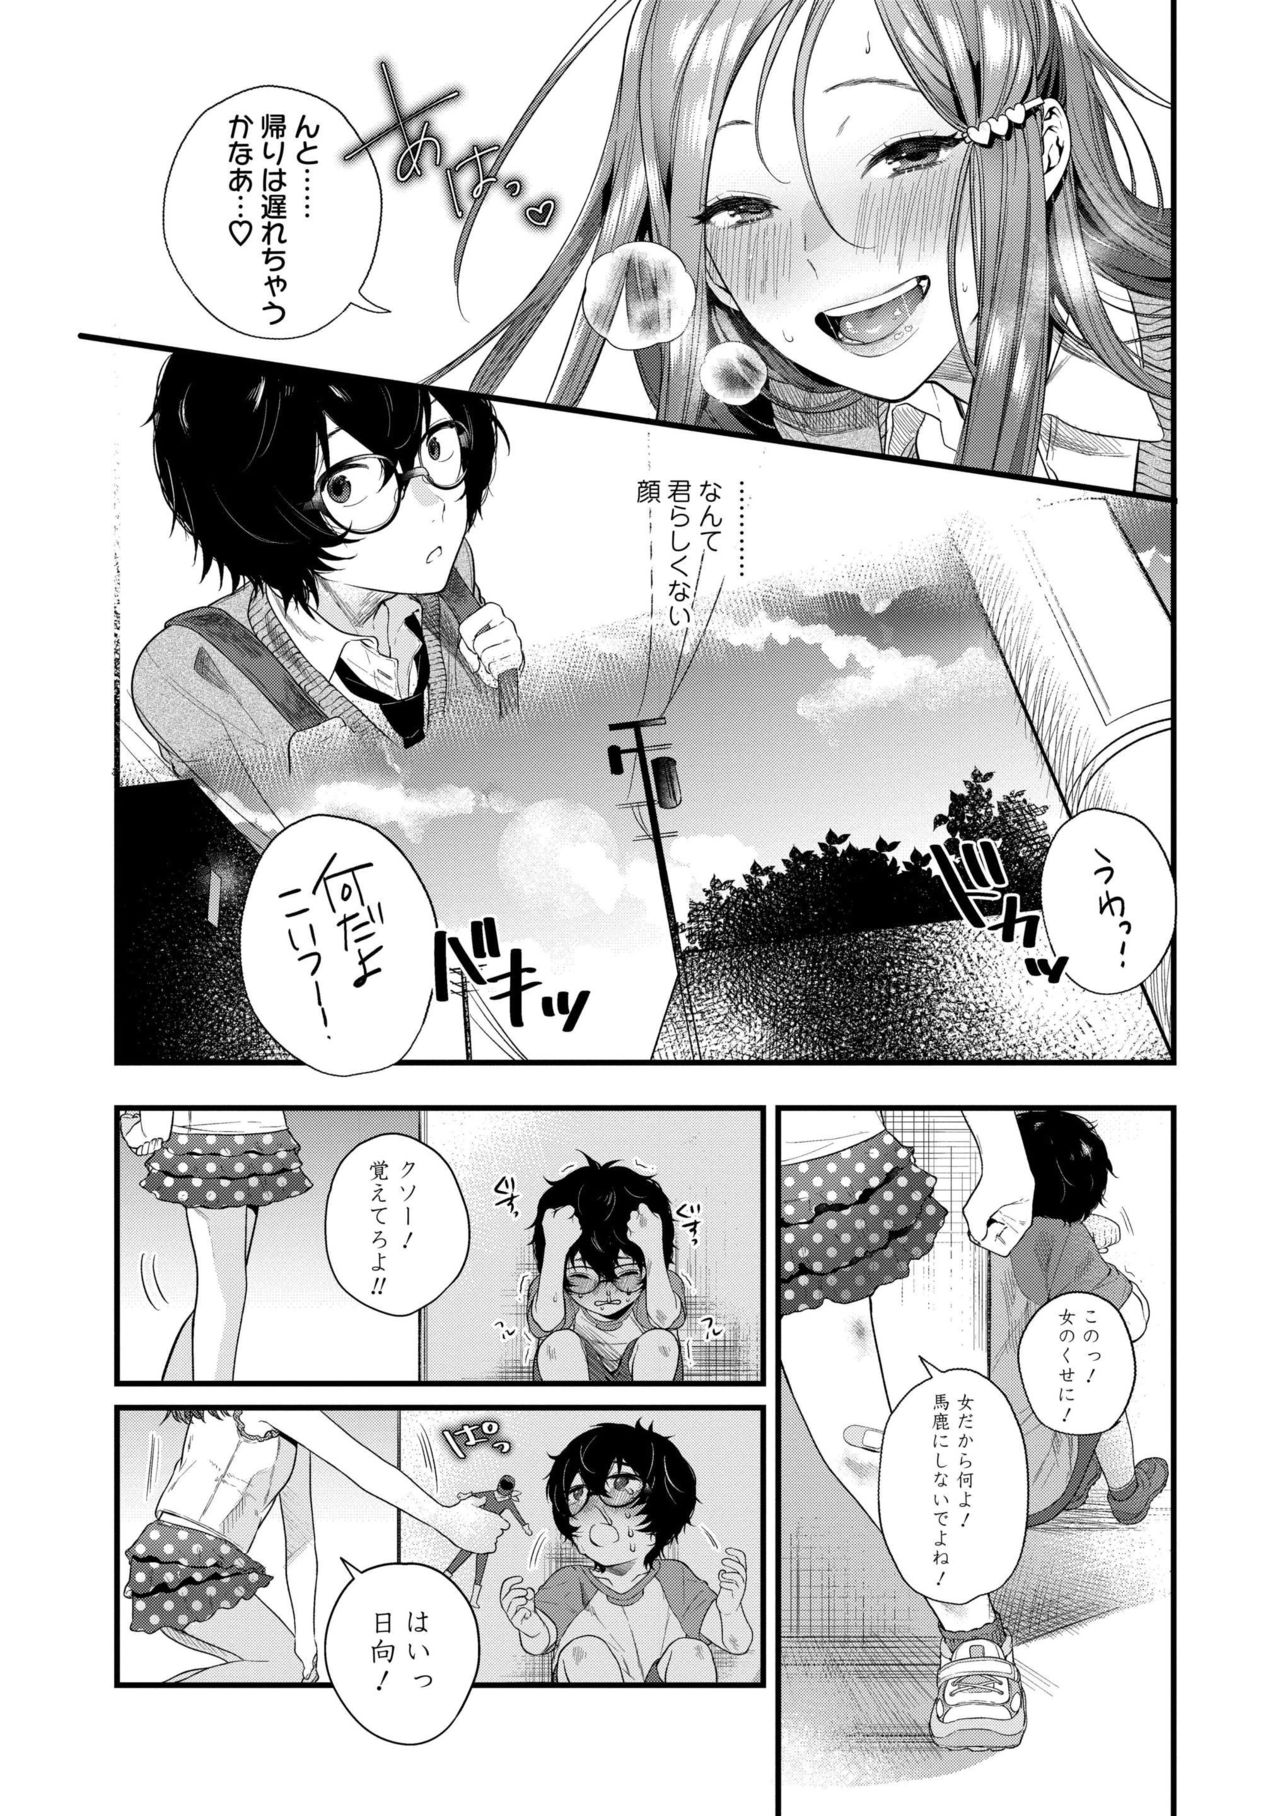 あはっ♡
んと……
帰りは遅れちゃう
かなあ…♡
…………
なんて
君らしくない
顔
うわっ!
ドカッ
バキッ
何だよ
こいつー!
このっ!
女のくせに!
女だから何よ!
馬鹿にしないでよね!
クソー!
覚えてろよ!!
ぐすっ
ぐすっ
ブル
ブル
ぱっ
はいっ
日向!